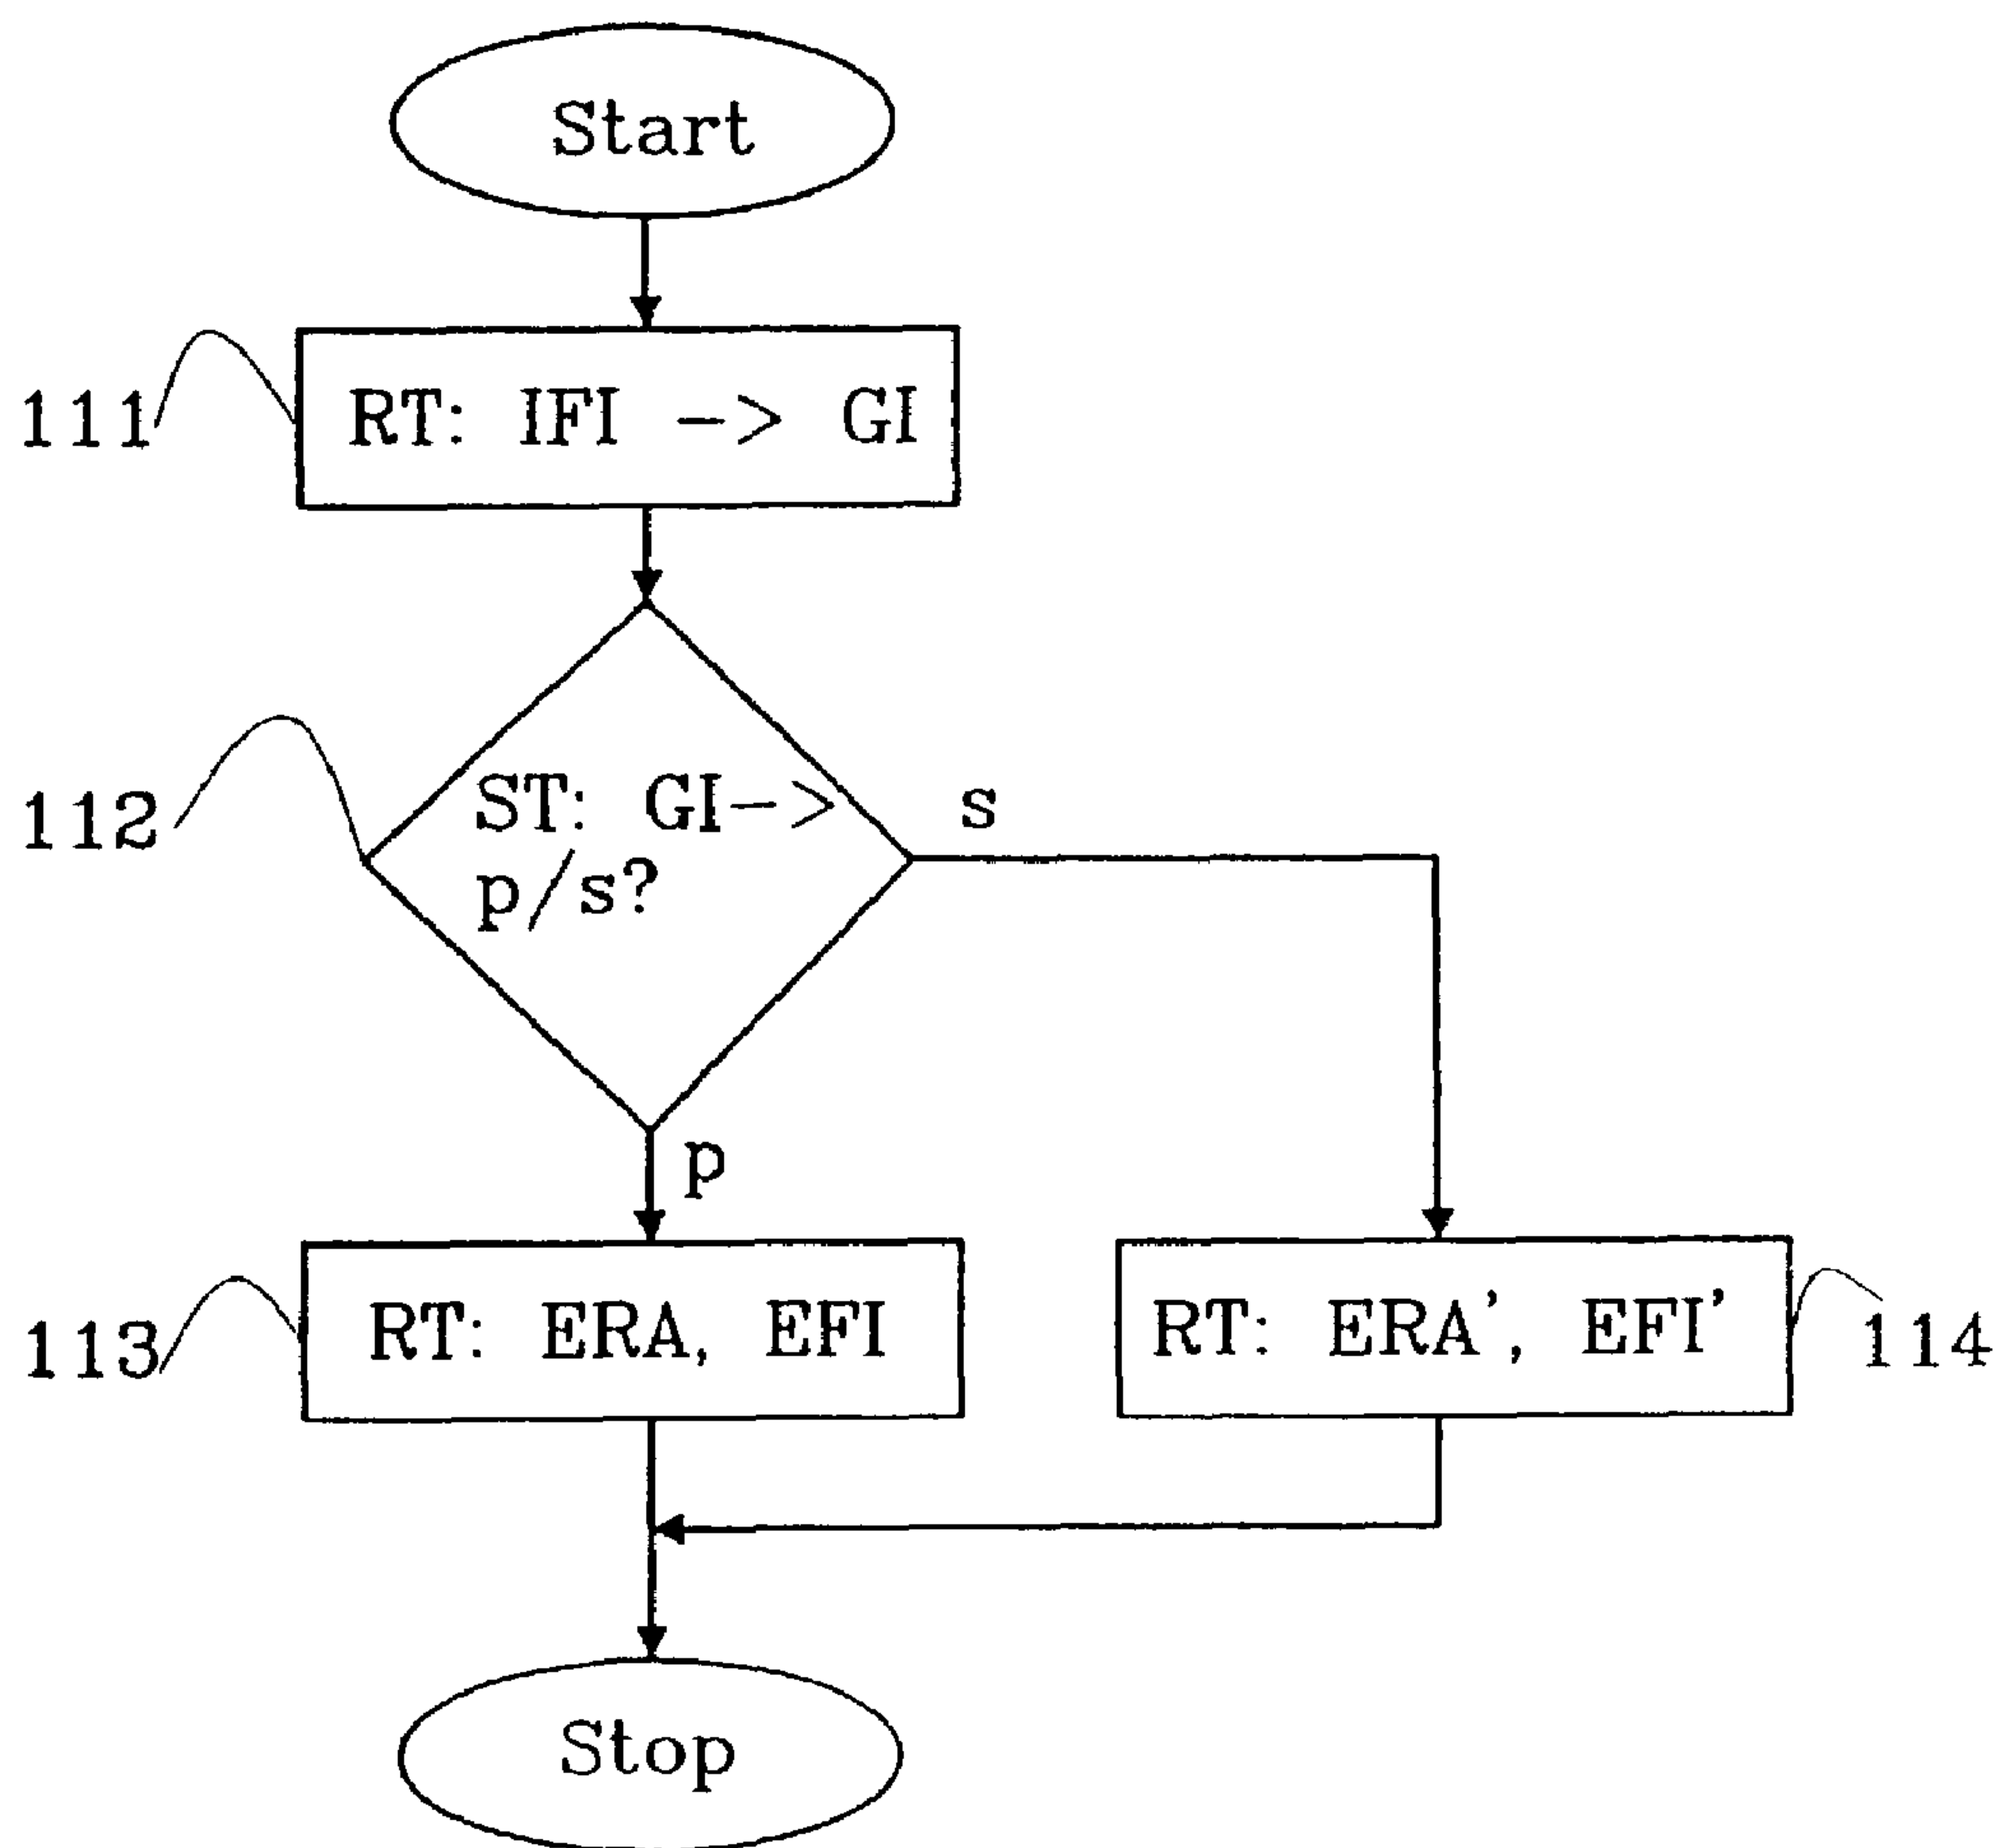 Start
111
RT: IFI -> GI
112
ST: GI->
p/s?
s
p
113
RT: ERA, EFI
RT: ERA', EFI'
114
Stop